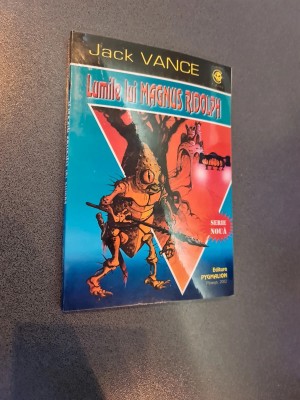 Jack VANCE
Lumile lui MAGNUS RIDOLPH
SERIE
NOUĂ
Editura
PYGMALION